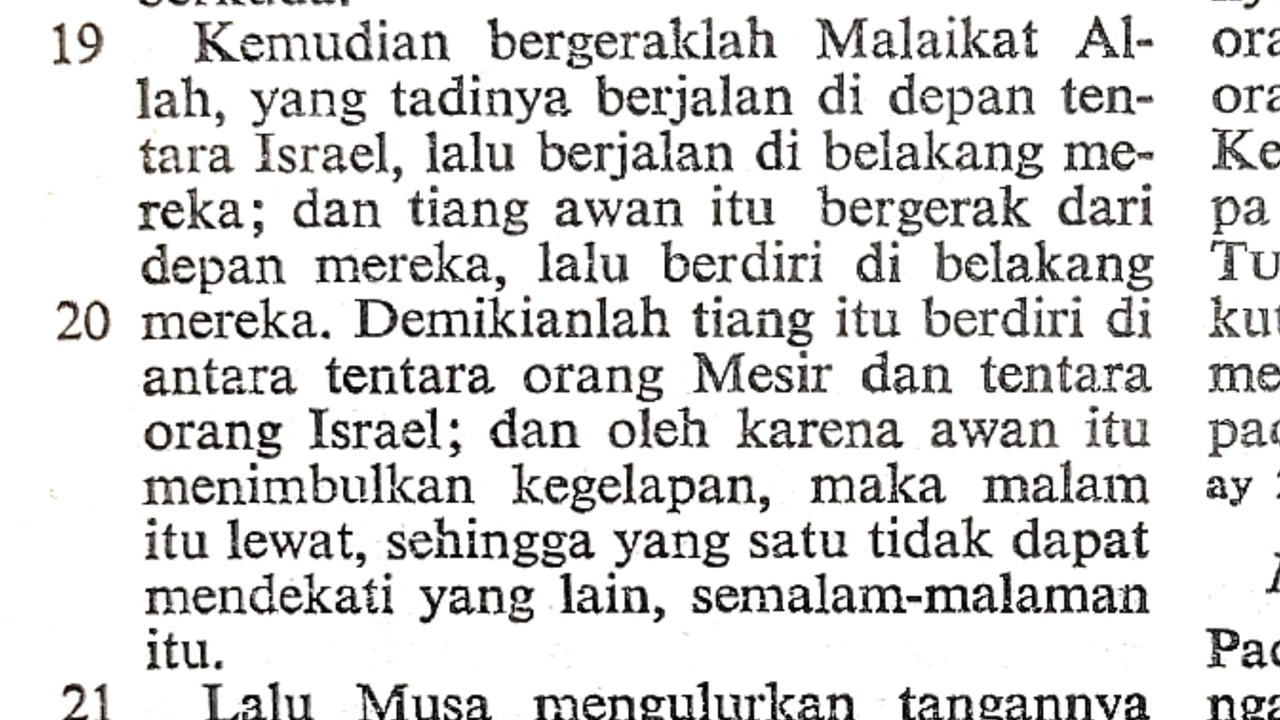 19 Kemudian bergeraklah Malaikat Al-
lah, yang tadinya berjalan di depan ten-
tara Israel, lalu berjalan di belakang me-
reka; dan tiang awan itu bergerak dari
depan mereka, lalu berdiri di belakang
20 mereka. Demikianlah tiang itu berdiri di
antara tentara orang Mesir dan tentara
orang Israel; dan oleh karena awan itu
menimbulkan kegelapan, maka malam
itu lewat, sehingga yang satu tidak dapat
mendekati yang lain, semalam-malaman
itu.
21 Lalu Musa mengulurkan tangannya
pa
ay